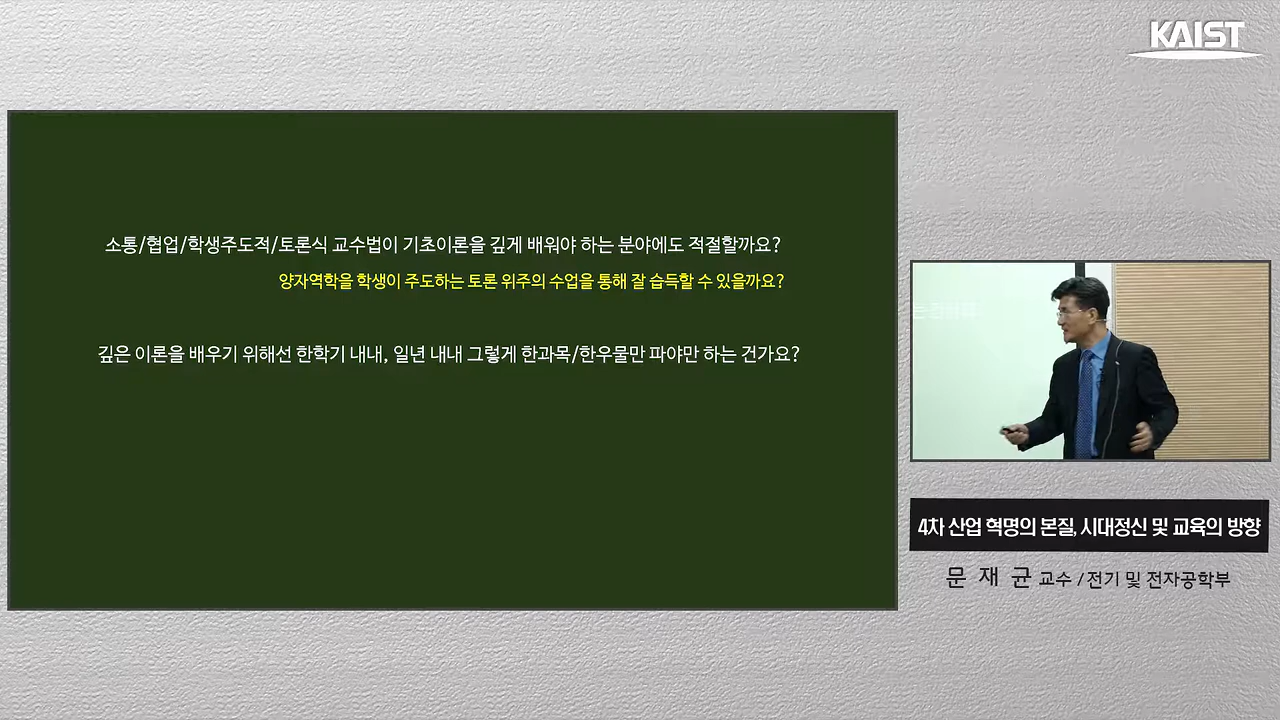 KAIST
소통/협업/학생주도적/토론식 교수법이 기초이론을 깊게 배워야 하는 분야에도 적절할까요?
양자역학을 학생이 주도하는 토론 위주의 수업을 통해 잘 습득할 수 있을까요?
깊은 이론을 배우기 위해선 한학기 내내, 일년 내내 그렇게 한과목/한우물만 파야만 하는 건가요?
4차 산업 혁명의 본질, 시대정신 및 교육의 방향
문 재 균 교수 / 전기 및 전자공학부